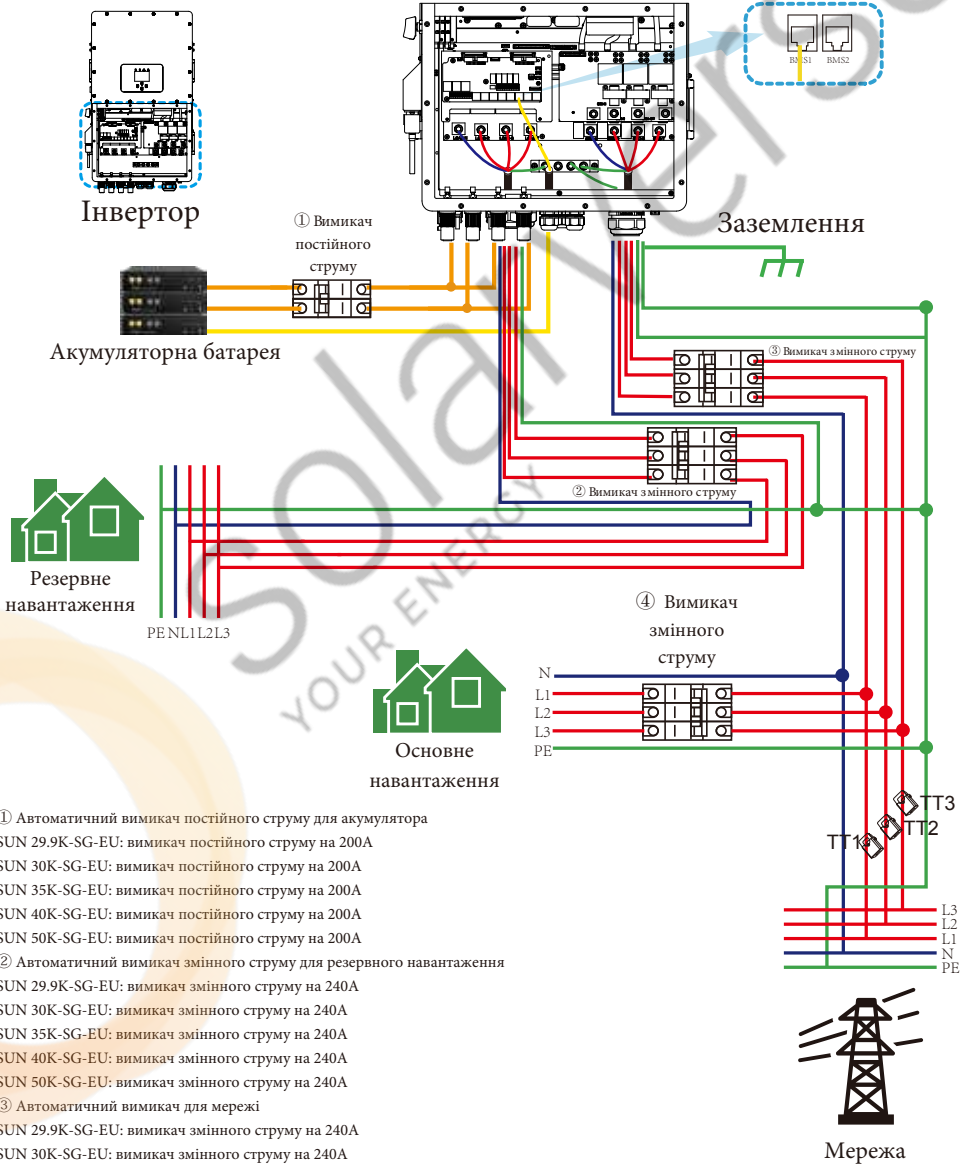 BMS1 BMS2
Інвертор
① Вимикач
постійного
струму
Заземлення
Акумуляторна батарея
③ Вимикач змінного струму
② Вимикач змінного струму
Резервне
навантаження
PE N L1 L2 L3
④ Вимикач
змінного
струму
N
L1
L2
L3
PE
Основне
навантаження
solarverse
YOUR ENERGY
TT3
TT2
TT1
① Автоматичний вимикач постійного струму для акумулятора
SUN 29.9K-SG-EU: вимикач постійного струму на 200A
SUN 30K-SG-EU: вимикач постійного струму на 200A
SUN 35K-SG-EU: вимикач постійного струму на 200A
SUN 40K-SG-EU: вимикач постійного струму на 200A
SUN 50K-SG-EU: вимикач постійного струму на 200A
② Автоматичний вимикач змінного струму для резервного навантаження
SUN 29.9K-SG-EU: вимикач змінного струму на 240A
SUN 30K-SG-EU: вимикач змінного струму на 240A
SUN 35K-SG-EU: вимикач змінного струму на 240A
SUN 40K-SG-EU: вимикач змінного струму на 240A
SUN 50K-SG-EU: вимикач змінного струму на 240A
③ Автоматичний вимикач для мережі
SUN 29.9K-SG-EU: вимикач змінного струму на 240A
SUN 30K-SG-EU: вимикач змінного струму на 240A
L3
L2
L1
N
PE
Мережа